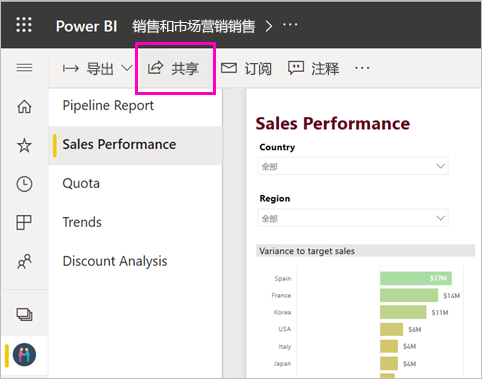 Power BI 销售和市场营销销售 > ···
导出 共享 订阅 注释 ···
Pipeline Report
Sales Performance
Quota
Trends
Discount Analysis
Sales Performance
Country
全部
Region
全部
Variance to target sales
Spain $17M
France $14M
Korea $11M
USA $6M
Italy $4M
Japan $4M